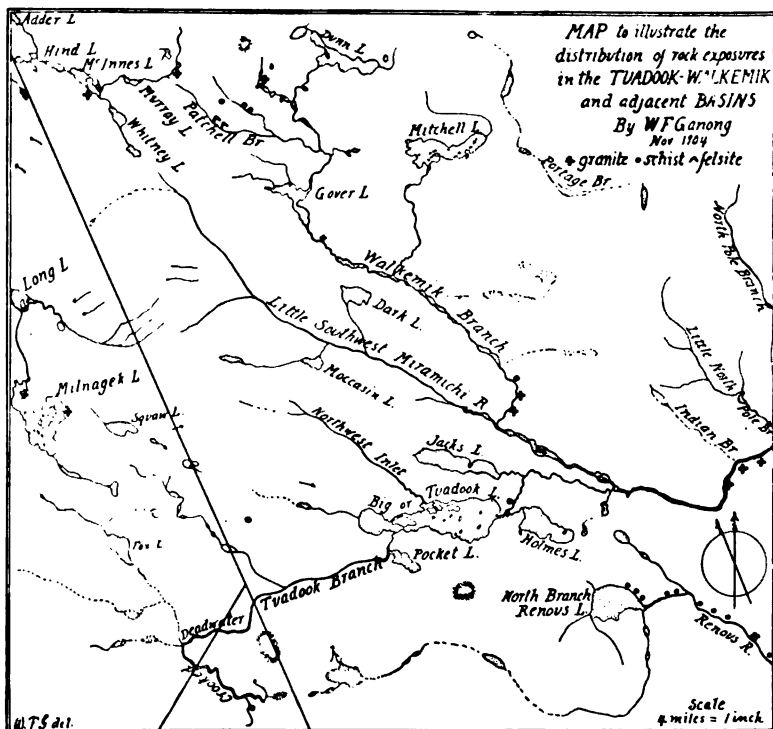 MAP to illustrate the
distribution of rock exposures
in the TUADOOK-WALKEMIK
and adjacent BASINS
By WFGanong
Nov 1904
granite schist felsite
Adder L
Hind L
McInnes L
Murray L
Patchell Br
Whitney L
Dunn L
Mitchell L
Portage Br
Gover L
North Pole Branch
Walkemik Branch
Long L
Dark L.
Little Southwest Miramichi R
Little North Pole Br
Milnagek L
Moccasin L.
Squaw L
Northwest Inlet
Indian Br
Jacks L.
Big or Tuadook L.
Holmes L.
Pocket L.
Fox L
Tuadook Branch
North Branch
Renous L.
Renous R.
Deadwater
Crooked
Scale
4 miles = 1 inch
W.T.S del.